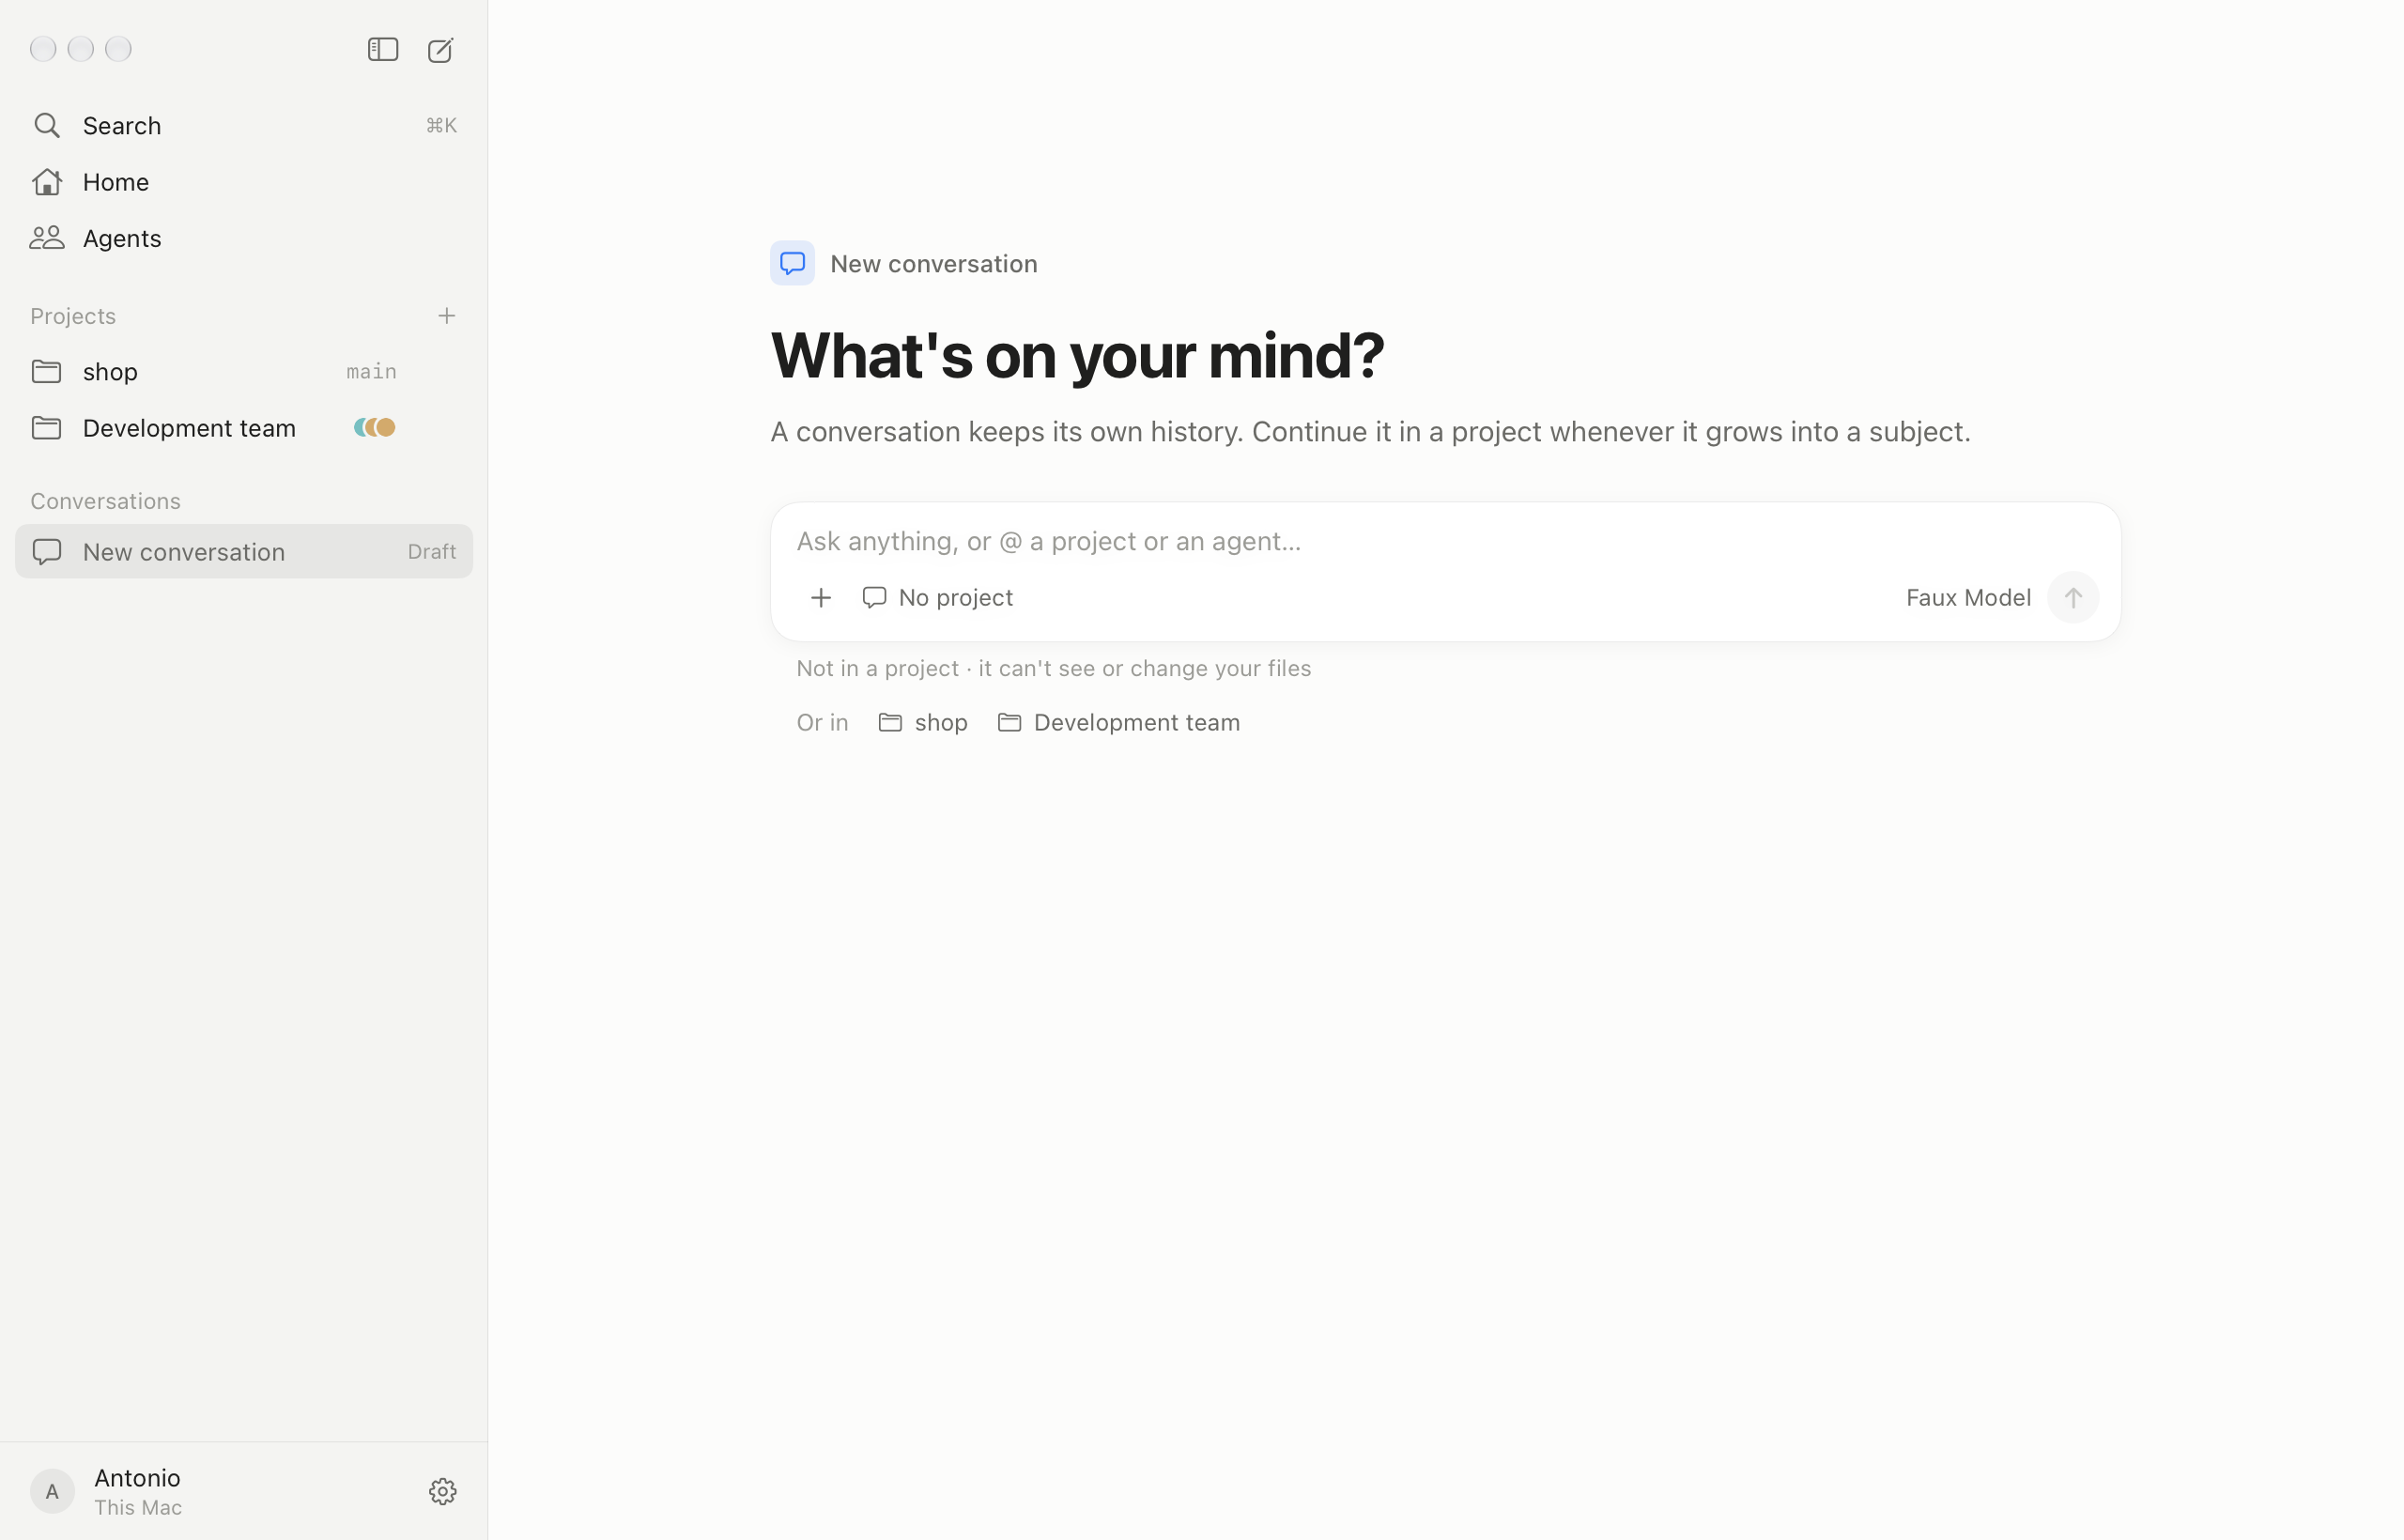 Search ⌘K
Home
Agents
Projects
shop main
Development team
Conversations
New conversation Draft
A
Antonio
This Mac
New conversation
What's on your mind?
A conversation keeps its own history. Continue it in a project whenever it grows into a subject.
Ask anything, or @ a project or an agent...
No project Faux Model
Not in a project · it can't see or change your files
Or in shop Development team